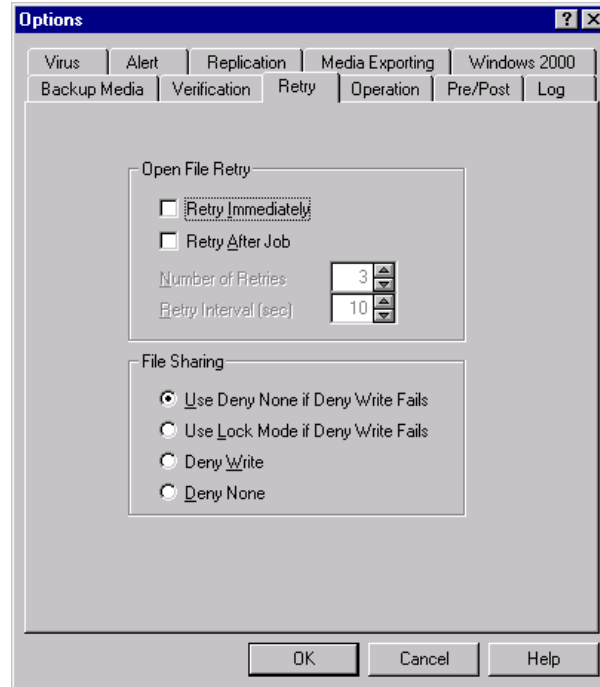 Options
Virus
Alert
Replication
Media Exporting
Windows 2000
Backup Media
Verification
Retry
Operation
Pre/Post
Log
Open File Retry
Retry Immediately
Retry After Job
Number of Retries
3
Retry Interval (sec)
10
File Sharing
Use Deny None if Deny Write Fails
Use Lock Mode if Deny Write Fails
Deny Write
Deny None
OK
Cancel
Help